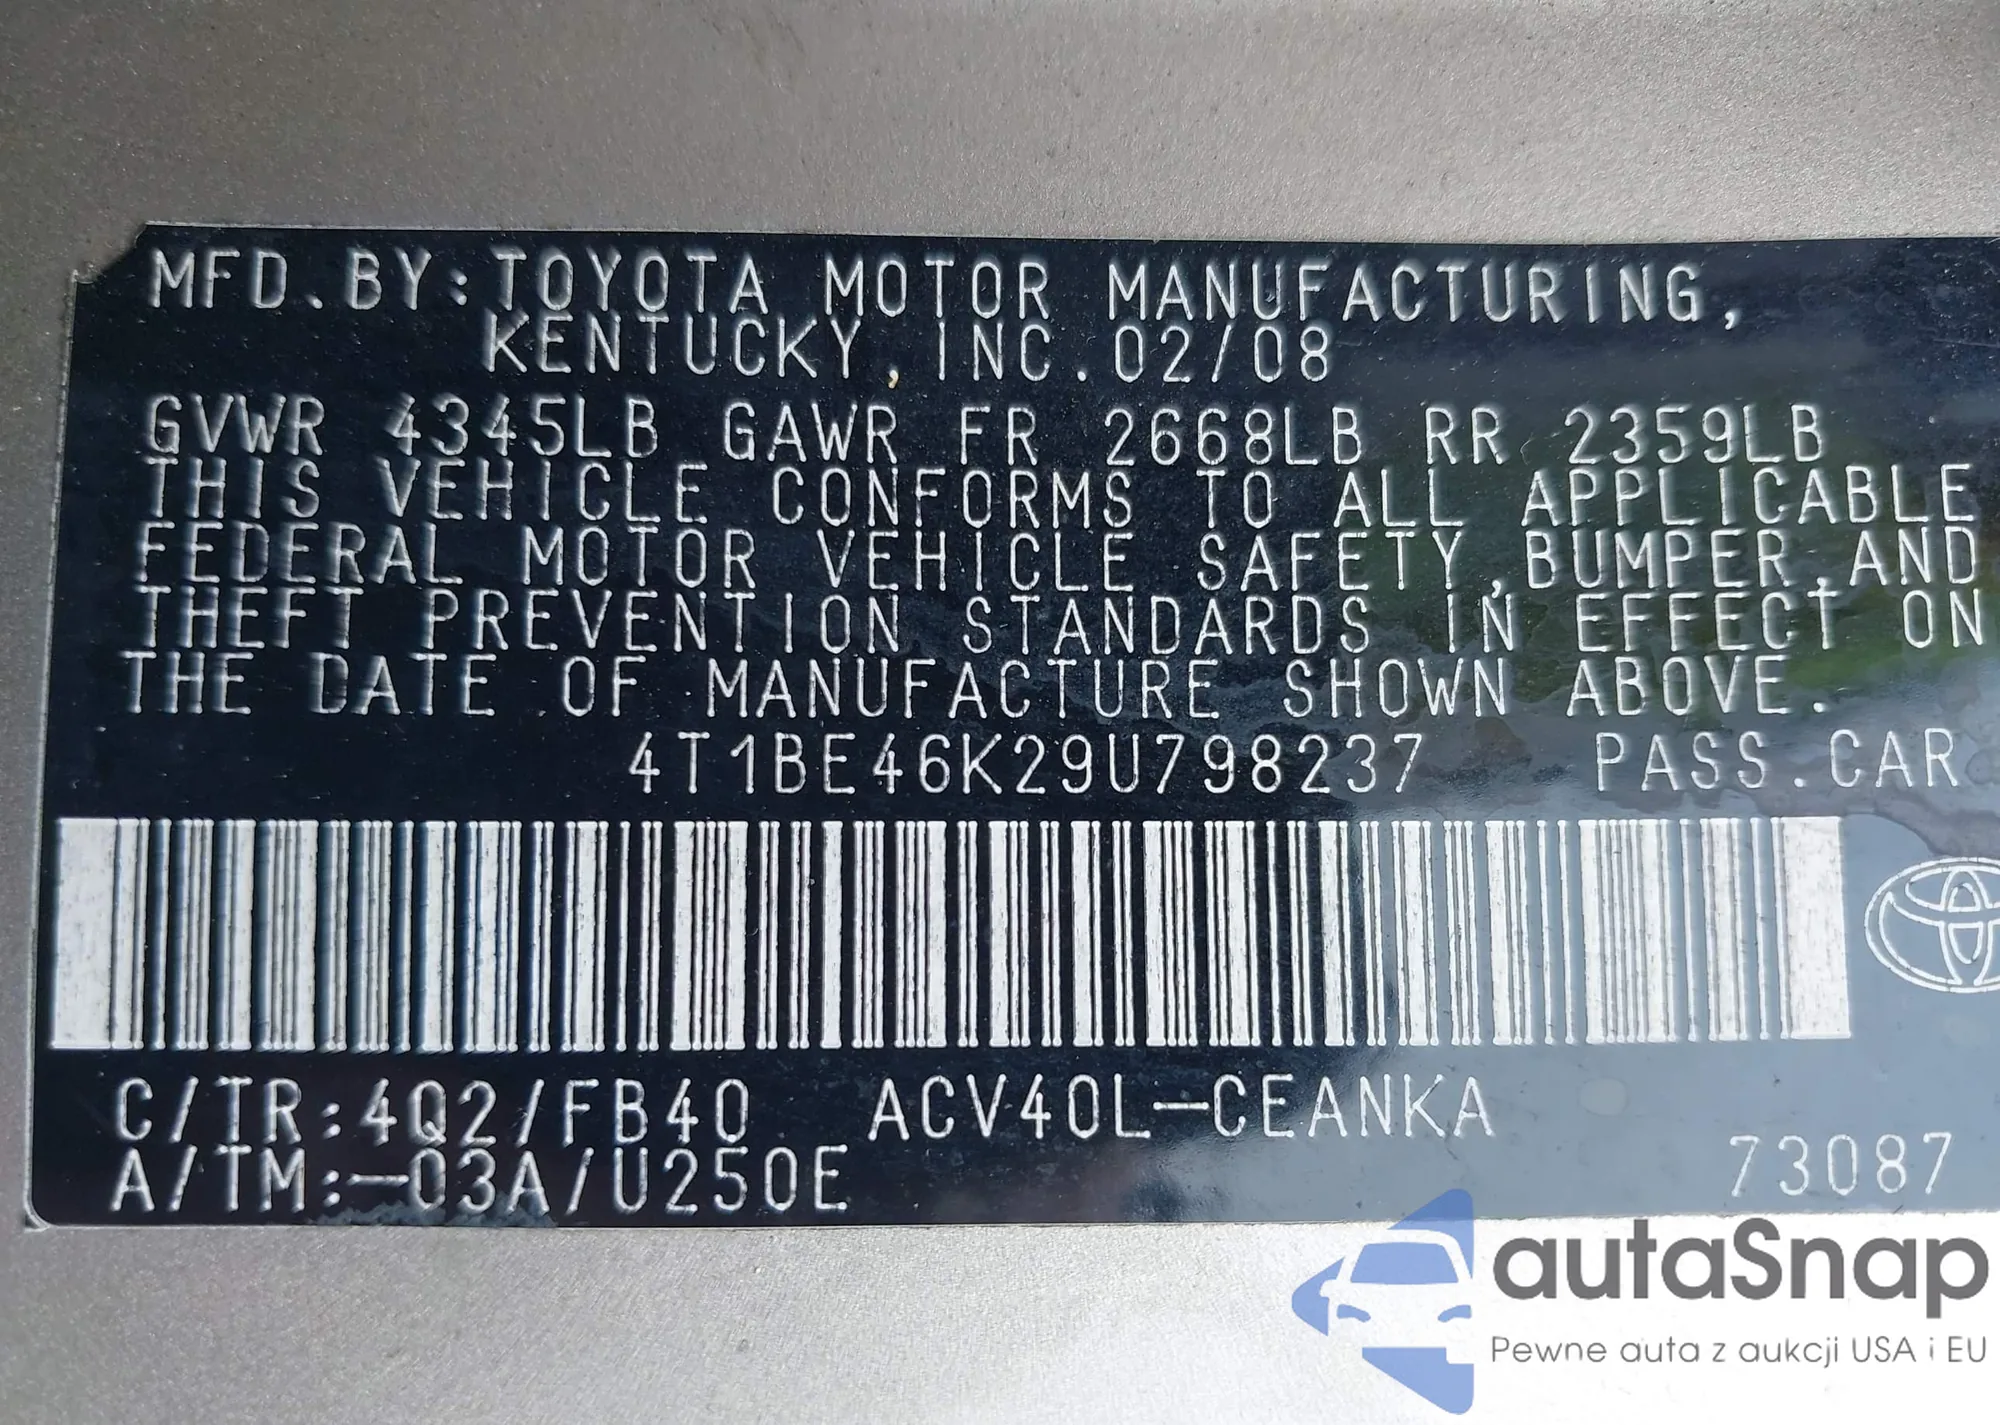 MFD.BY:TOYOTA MOTOR MANUFACTURING,
KENTUCKY, INC.02/08
GVWR 4345LB GAWR FR 2668LB RR 2359LB
THIS VEHICLE CONFORMS TO ALL APPLICABLE
FEDERAL MOTOR VEHICLE SAFETY,BUMPER,AND
THEFT PREVENTION STANDARDS IN EFFECT ON
THE DATE OF MANUFACTURE SHOWN ABOVE.
4T1BE46K29U798237 PASS.CAR
C/TR:4Q2/FB40 ACV40L-CEANKA
A/TM:-03A/U250E 73087
autaSnap
Pewne auta z aukcji USA i EU